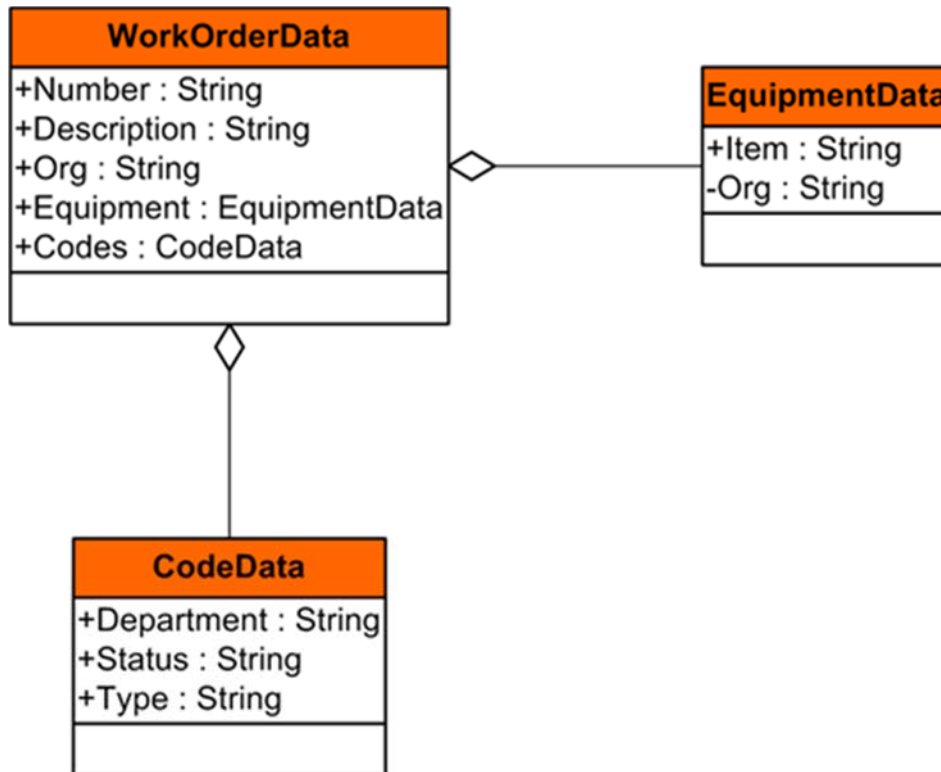 WorkOrderData
+Number : String
+Description : String
+Org : String
+Equipment : EquipmentData
+Codes : CodeData
EquipmentData
+Item : String
-Org : String
CodeData
+Department : String
+Status : String
+Type : String